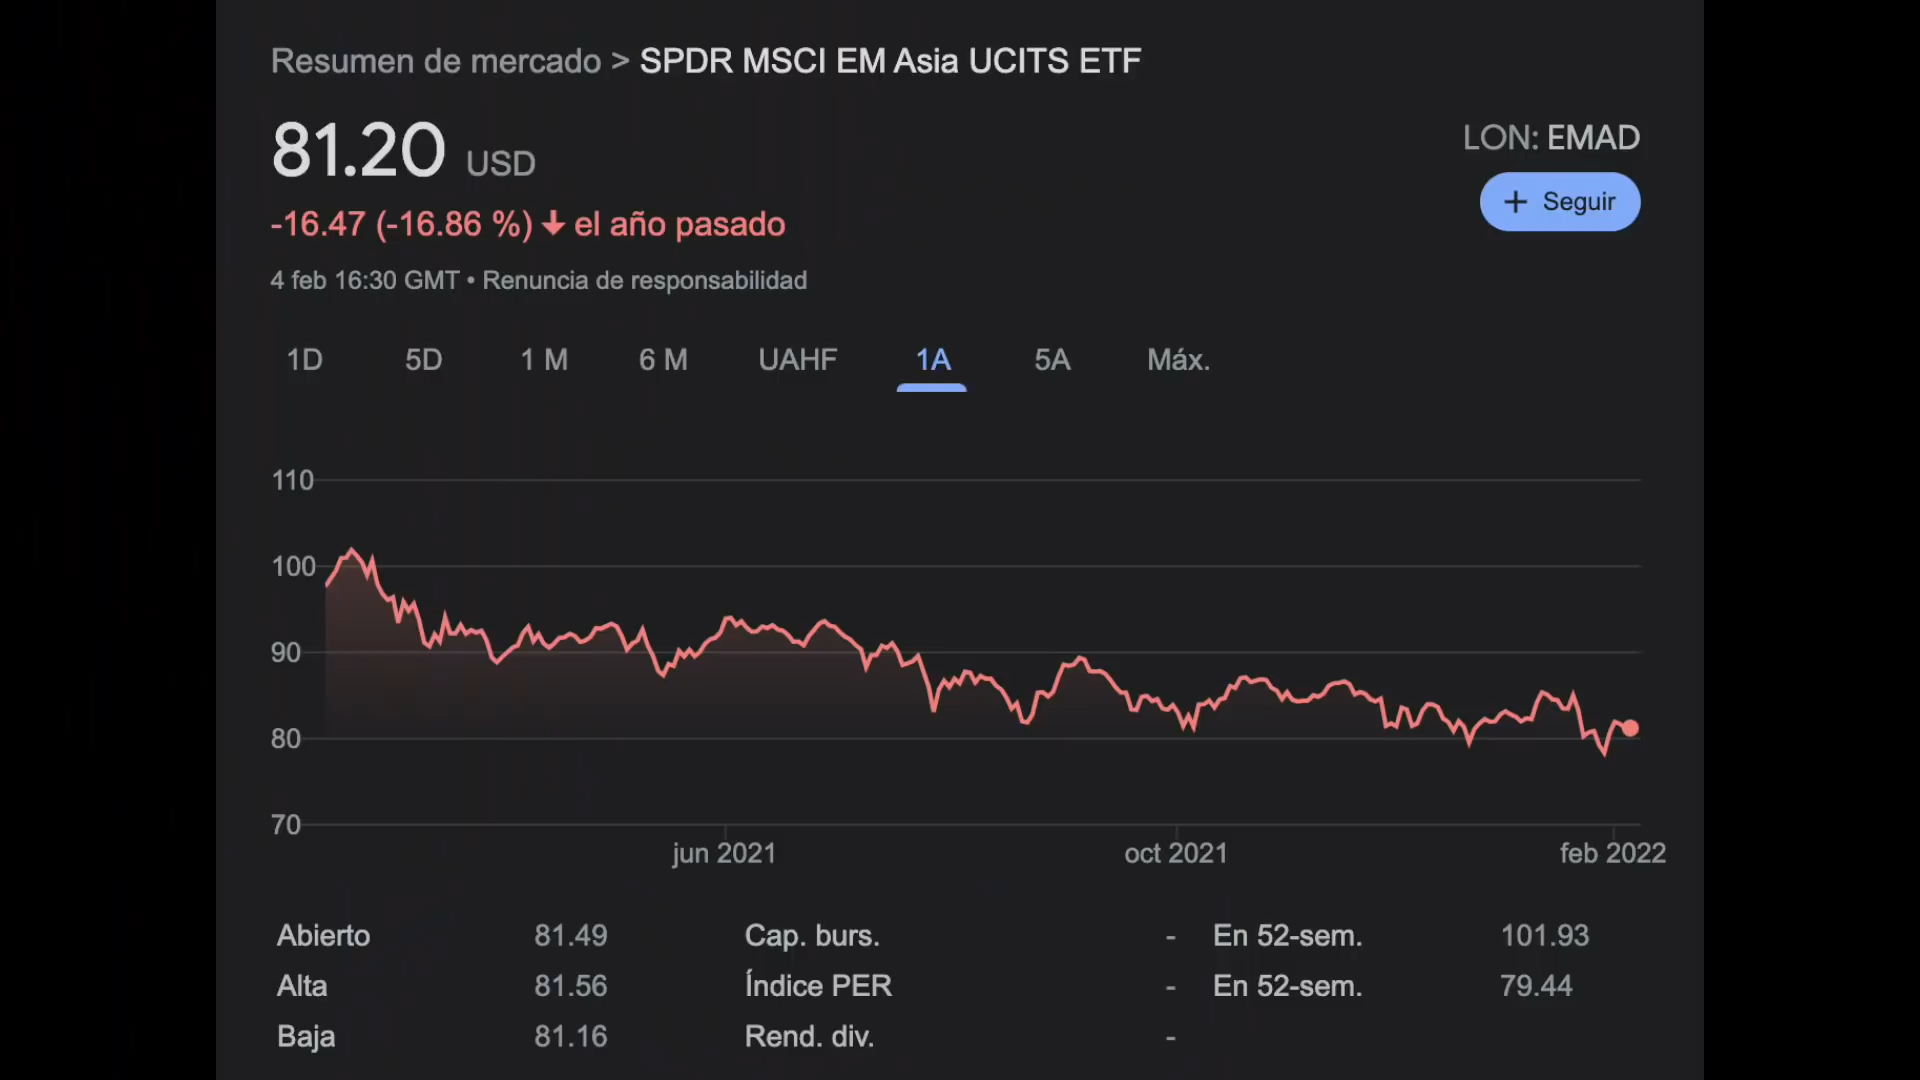 Resumen de mercado > SPDR MSCI EM Asia UCITS ETF
81.20 USD
LON: EMAD
+ Seguir
-16.47 (-16.86 %) ↓ el año pasado
4 feb 16:30 GMT • Renuncia de responsabilidad
1D 5D 1 M 6 M UAHF 1A 5A Máx.
110
100
90
80
70
jun 2021 oct 2021 feb 2022
Abierto 81.49 Cap. burs. - En 52-sem. 101.93
Alta 81.56 Índice PER - En 52-sem. 79.44
Baja 81.16 Rend. div. -